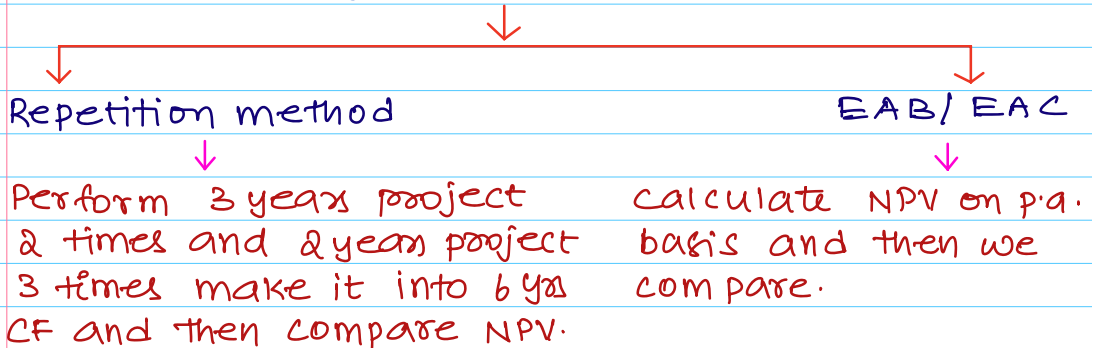 Repetition method EAB/ EAC
Perform 3 years project
2 times and 2 years project
3 times make it into 6 yrs
CF and then compare NPV.
calculate NPV on p.a.
basis and then we
compare.